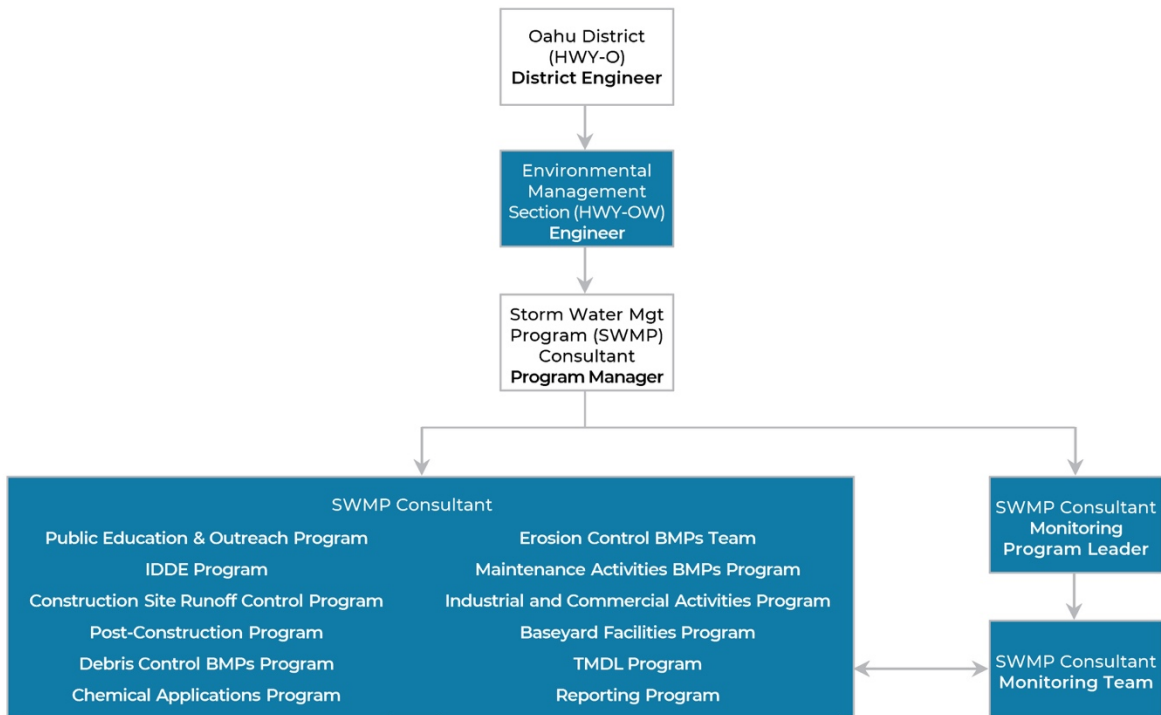 Oahu District
(HWY-O)
District Engineer
Environmental
Management
Section (HWY-OW)
Engineer
Storm Water Mgt
Program (SWMP)
Consultant
Program Manager
SWMP Consultant
Public Education & Outreach Program
IDDE Program
Construction Site Runoff Control Program
Post-Construction Program
Debris Control BMPs Program
Chemical Applications Program
Erosion Control BMPs Team
Maintenance Activities BMPs Program
Industrial and Commercial Activities Program
Baseyard Facilities Program
TMDL Program
Reporting Program
SWMP Consultant
Monitoring
Program Leader
SWMP Consultant
Monitoring Team